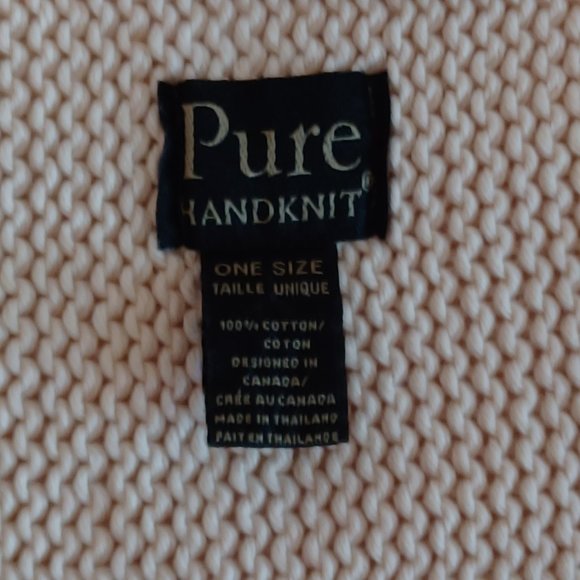 Pure
HANDKNIT®
ONE SIZE
TAILLE UNIQUE
100% COTTON/
COTON
DESIGNED IN
CANADA/
CRÉE AU CANADA
MADE IN THAILAND
FAIT EN THAILANDE